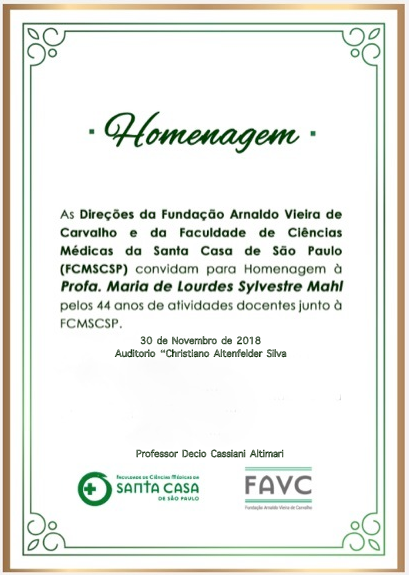 · Homenagem ·
As Direções da Fundação Arnaldo Vieira de
Carvalho e da Faculdade de Ciências
Médicas da Santa Casa de São Paulo
(FCMSCSP) convidam para Homenagem à
Profa. Maria de Lourdes Sylvestre Mahl
pelos 44 anos de atividades docentes junto à
FCMSCSP.
30 de Novembro de 2018
Auditorio “Christiano Altenfelder Silva
Professor Decio Cassiani Altimari
FACULDADE DE CIÊNCIAS MÉDICAS DA
SANTA CASA
DE SÃO PAULO
FAVC
Fundação Arnaldo Vieira de Carvalho